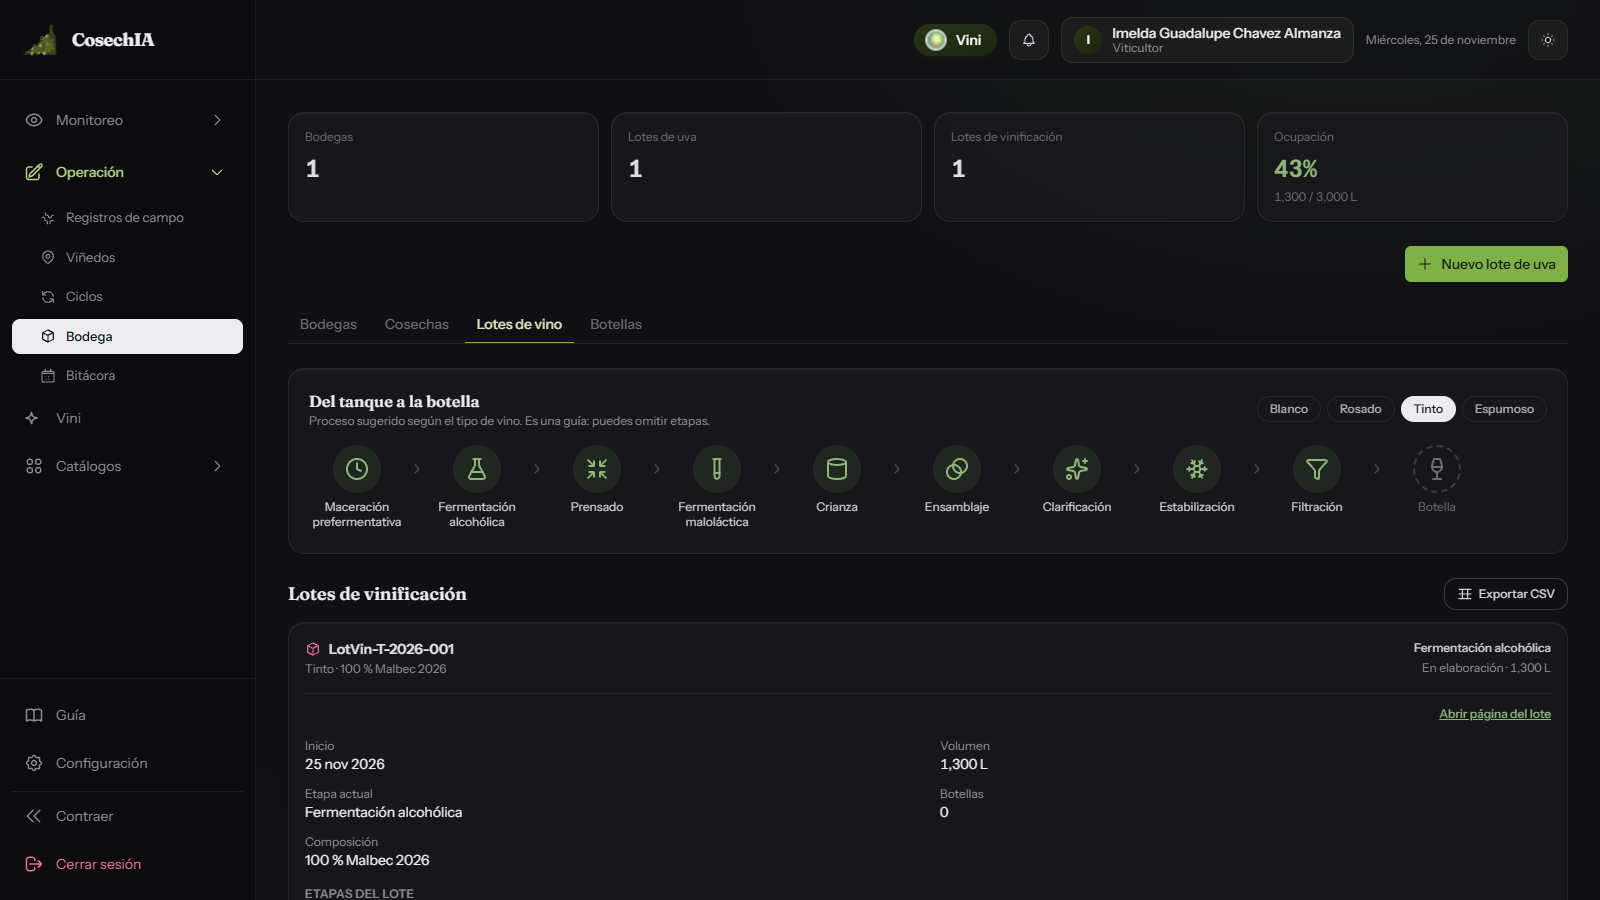 CosechIA
Vini
I
Imelda Guadalupe Chavez Almanza
Viticultor
Miércoles, 25 de noviembre
Monitoreo
Operación
Registros de campo
Viñedos
Ciclos
Bodega
Bitácora
Vini
Catálogos
Guía
Configuración
Contraer
Cerrar sesión
Bodegas
1
Lotes de uva
1
Lotes de vinificación
1
Ocupación
43%
1,300 / 3,000 L
Nuevo lote de uva
Bodegas
Cosechas
Lotes de vino
Botellas
Del tanque a la botella
Proceso sugerido según el tipo de vino. Es una guía: puedes omitir etapas.
Blanco
Rosado
Tinto
Espumoso
Maceración
prefermentativa
Fermentación
alcohólica
Prensado
Fermentación
maloláctica
Crianza
Ensamblaje
Clarificación
Estabilización
Filtración
Botella
Lotes de vinificación
Exportar CSV
LotVin-T-2026-001
Tinto · 100 % Malbec 2026
Fermentación alcohólica
En elaboración · 1,300 L
Abrir página del lote
Inicio
25 nov 2026
Volumen
1,300 L
Etapa actual
Fermentación alcohólica
Botellas
0
Composición
100 % Malbec 2026
ETAPAS DEL LOTE